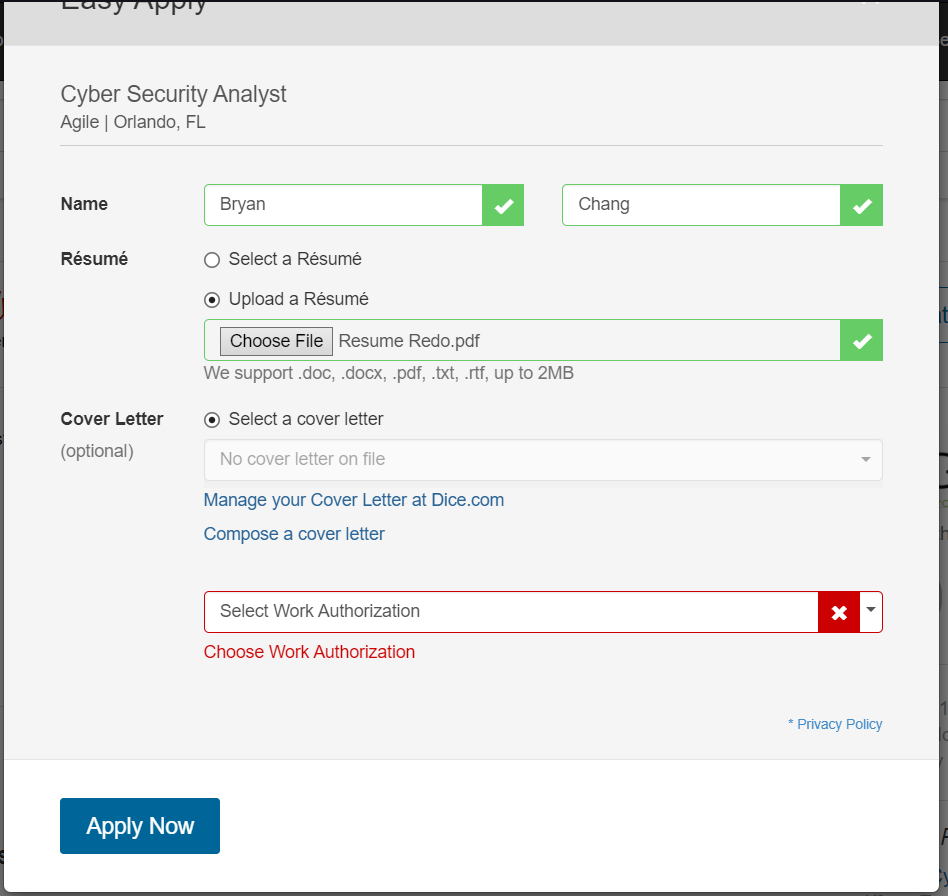 Easy Apply
Cyber Security Analyst
Agile | Orlando, FL
Name Bryan Chang
Résumé Select a Résumé
Upload a Résumé
Choose File Resume Redo.pdf
We support .doc, .docx, .pdf, .txt, .rtf, up to 2MB
Cover Letter Select a cover letter
(optional) No cover letter on file
Manage your Cover Letter at Dice.com
Compose a cover letter
Select Work Authorization
Choose Work Authorization
* Privacy Policy
Apply Now